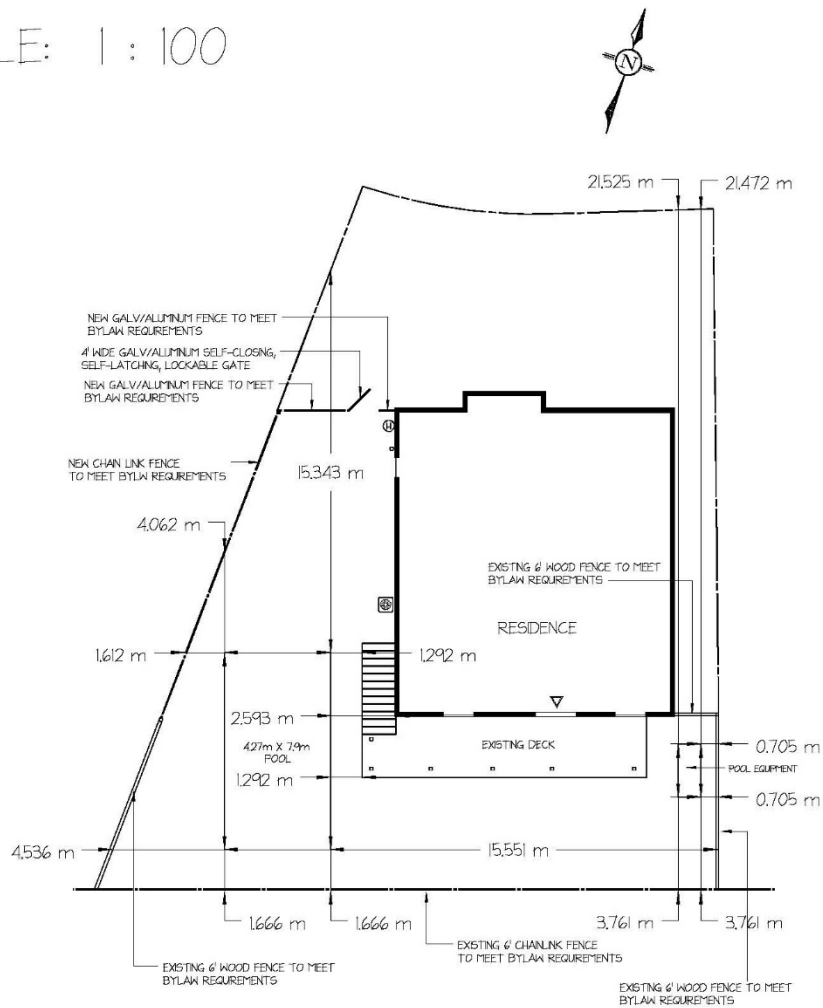 LE: 1 : 100
N
21.525 m
21.472 m
NEW GALV/ALUMINUM FENCE TO MEET
BYLAW REQUREMENTS
4' WIDE GALV/ALUMINUM SELF-CLOSING,
SELF-LATCHING, LOCKABLE GATE
NEW GALV/ALUMINUM FENCE TO MEET
BYLAW REQUREMENTS
H
NEW CHAIN LINK FENCE
TO MEET BYLW REQUREMENTS
15.343 m
4.062 m
EXISTING 6' WOOD FENCE TO MEET
BYLAW REQUREMENTS
RESIDENCE
1.612 m
1.292 m
2.593 m
4.27m X 7.9m
POOL
EXISTING DECK
0.705 m
POOL EQUIPMENT
1.292 m
0.705 m
4.536 m
15.551 m
1.666 m
1.666 m
3.761 m
3.761 m
EXISTING 6' CHANLINK FENCE
TO MEET BYLAW REQUREMENTS
EXISTING 6' WOOD FENCE TO MEET
BYLAW REQUREMENTS
EXISTING 6' WOOD FENCE TO MEET
BYLAW REQUREMENTS